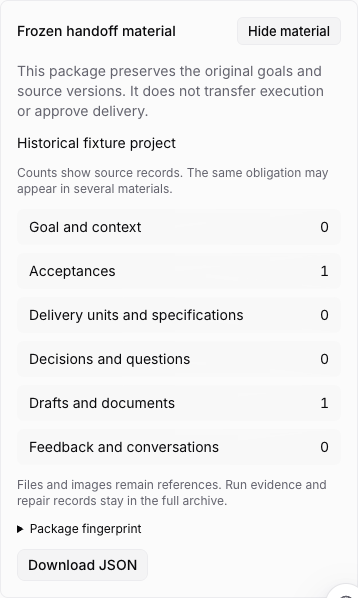 Frozen handoff material
Hide material
This package preserves the original goals and
source versions. It does not transfer execution
or approve delivery.
Historical fixture project
Counts show source records. The same obligation may
appear in several materials.
Goal and context 0
Acceptances 1
Delivery units and specifications 0
Decisions and questions 0
Drafts and documents 1
Feedback and conversations 0
Files and images remain references. Run evidence and
repair records stay in the full archive.
Package fingerprint
Download JSON